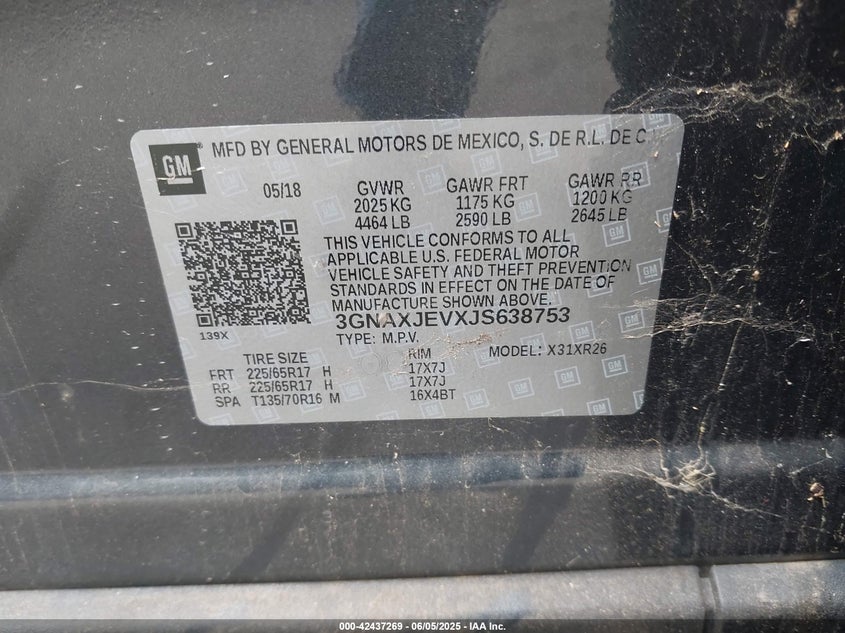 GM ® MFD BY GENERAL MOTORS DE MEXICO, S. DE R.L. DE C
05/18 GVWR GAWR FRT GAWR RR
2025 KG 1175 KG 1200 KG
4464 LB 2590 LB 2645 LB
THIS VEHICLE CONFORMS TO ALL
APPLICABLE U.S. FEDERAL MOTOR
VEHICLE SAFETY AND THEFT PREVENTION
STANDARDS IN EFFECT ON THE DATE OF
MANUFACTURE SHOWN ABOVE.
3GNAXJEVXJS638753
139X
TYPE: M.P.V. MODEL: X31XR26
TIRE SIZE RIM
FRT 225/65R17 H 17X7J
RR 225/65R17 H 17X7J
SPA T135/70R16 M 16X4BT
000-42437269 - 06/05/2025 - IAA Inc.